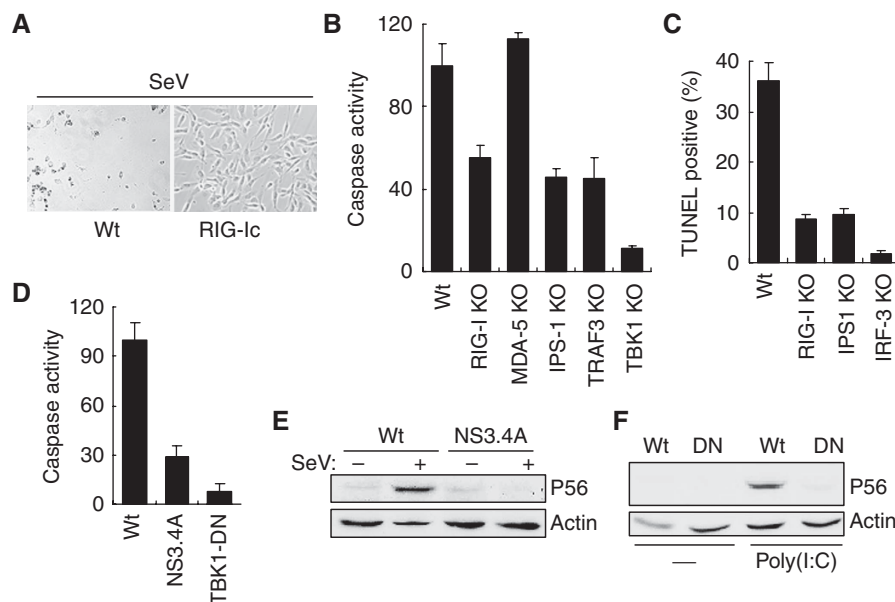 A
SeV
Wt RIG-Ic
B
Caspase activity
120
80
40
0
Wt
RIG-I KO
MDA-5 KO
IPS-1 KO
TRAF3 KO
TBK1 KO
C
TUNEL positive (%)
40
30
20
10
0
Wt
RIG-I KO
IPS1 KO
IRF-3 KO
D
Caspase activity
120
90
60
30
0
Wt
NS3.4A
TBK1-DN
E
Wt NS3.4A
SeV: – + – +
P56
Actin
F
Wt DN Wt DN
P56
Actin
— Poly(I:C)